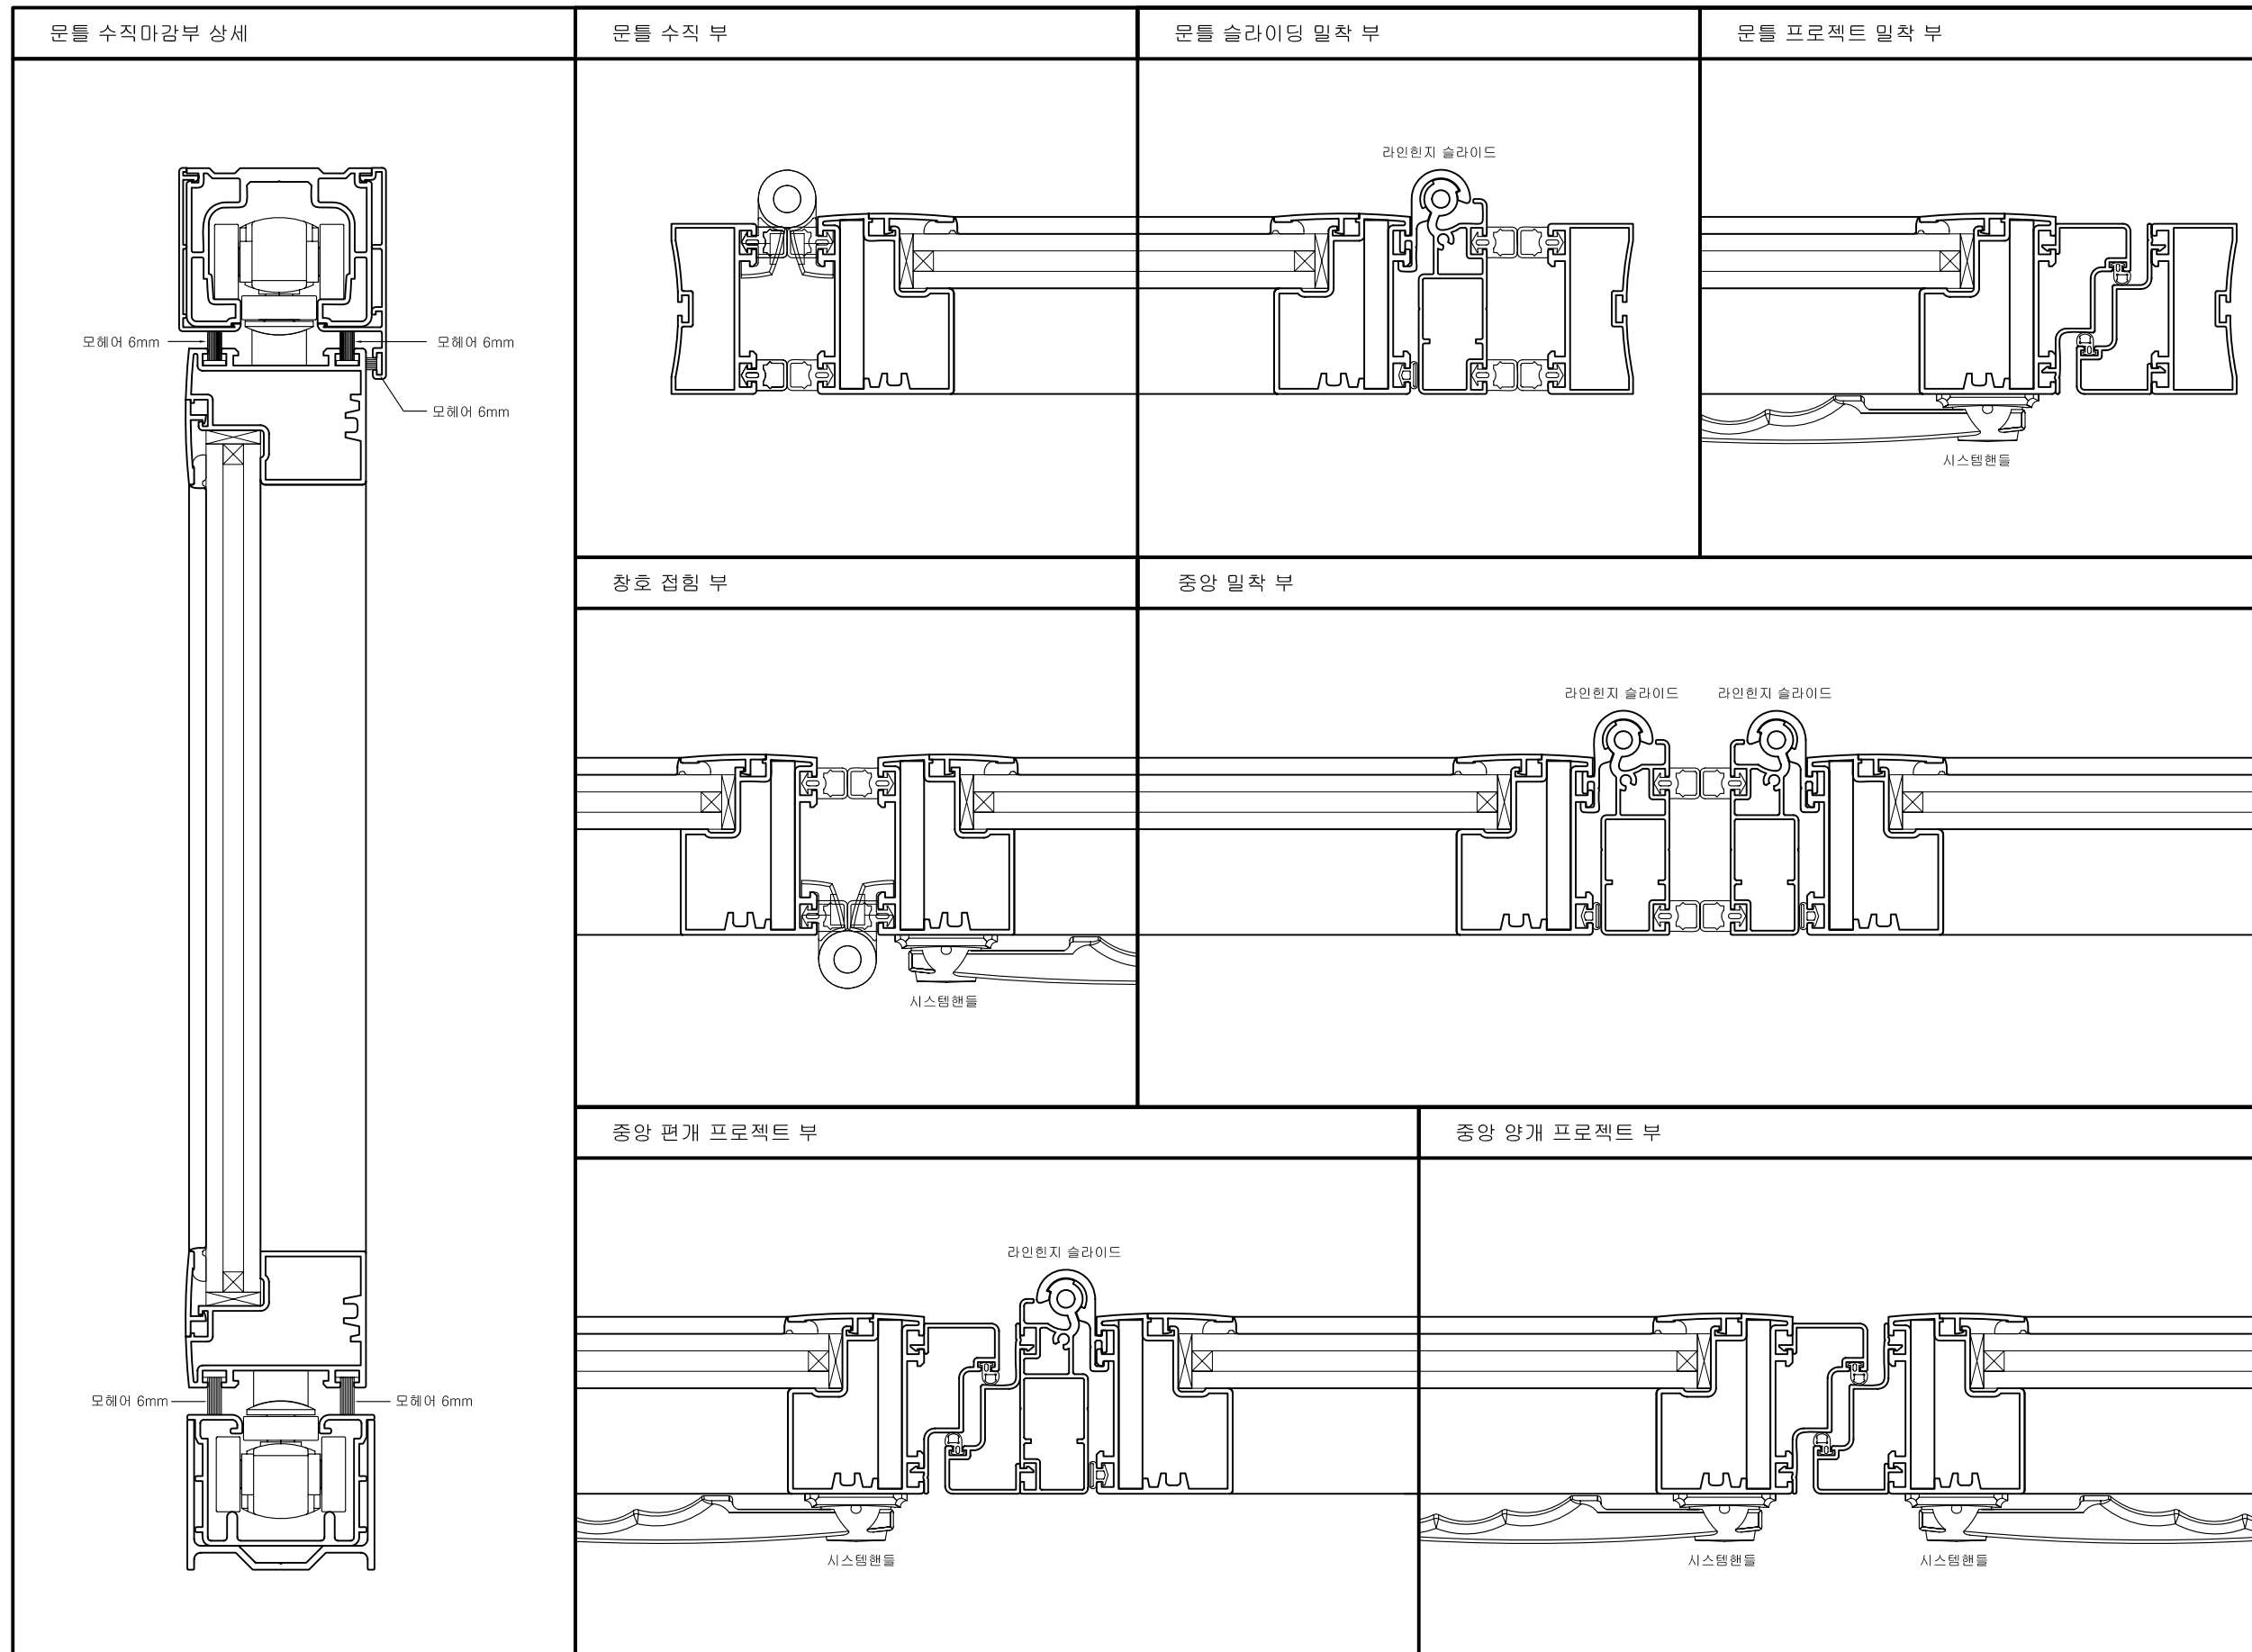 문틀 수직마감부 상세
모헤어 6mm
모헤어 6mm
모헤어 6mm
모헤어 6mm
모헤어 6mm
문틀 수직 부
문틀 슬라이딩 밀착 부
라인힌지 슬라이드
문틀 프로젝트 밀착 부
시스템핸들
창호 접힘 부
시스템핸들
중앙 밀착 부
라인힌지 슬라이드
라인힌지 슬라이드
중앙 편개 프로젝트 부
라인힌지 슬라이드
시스템핸들
중앙 양개 프로젝트 부
시스템핸들
시스템핸들